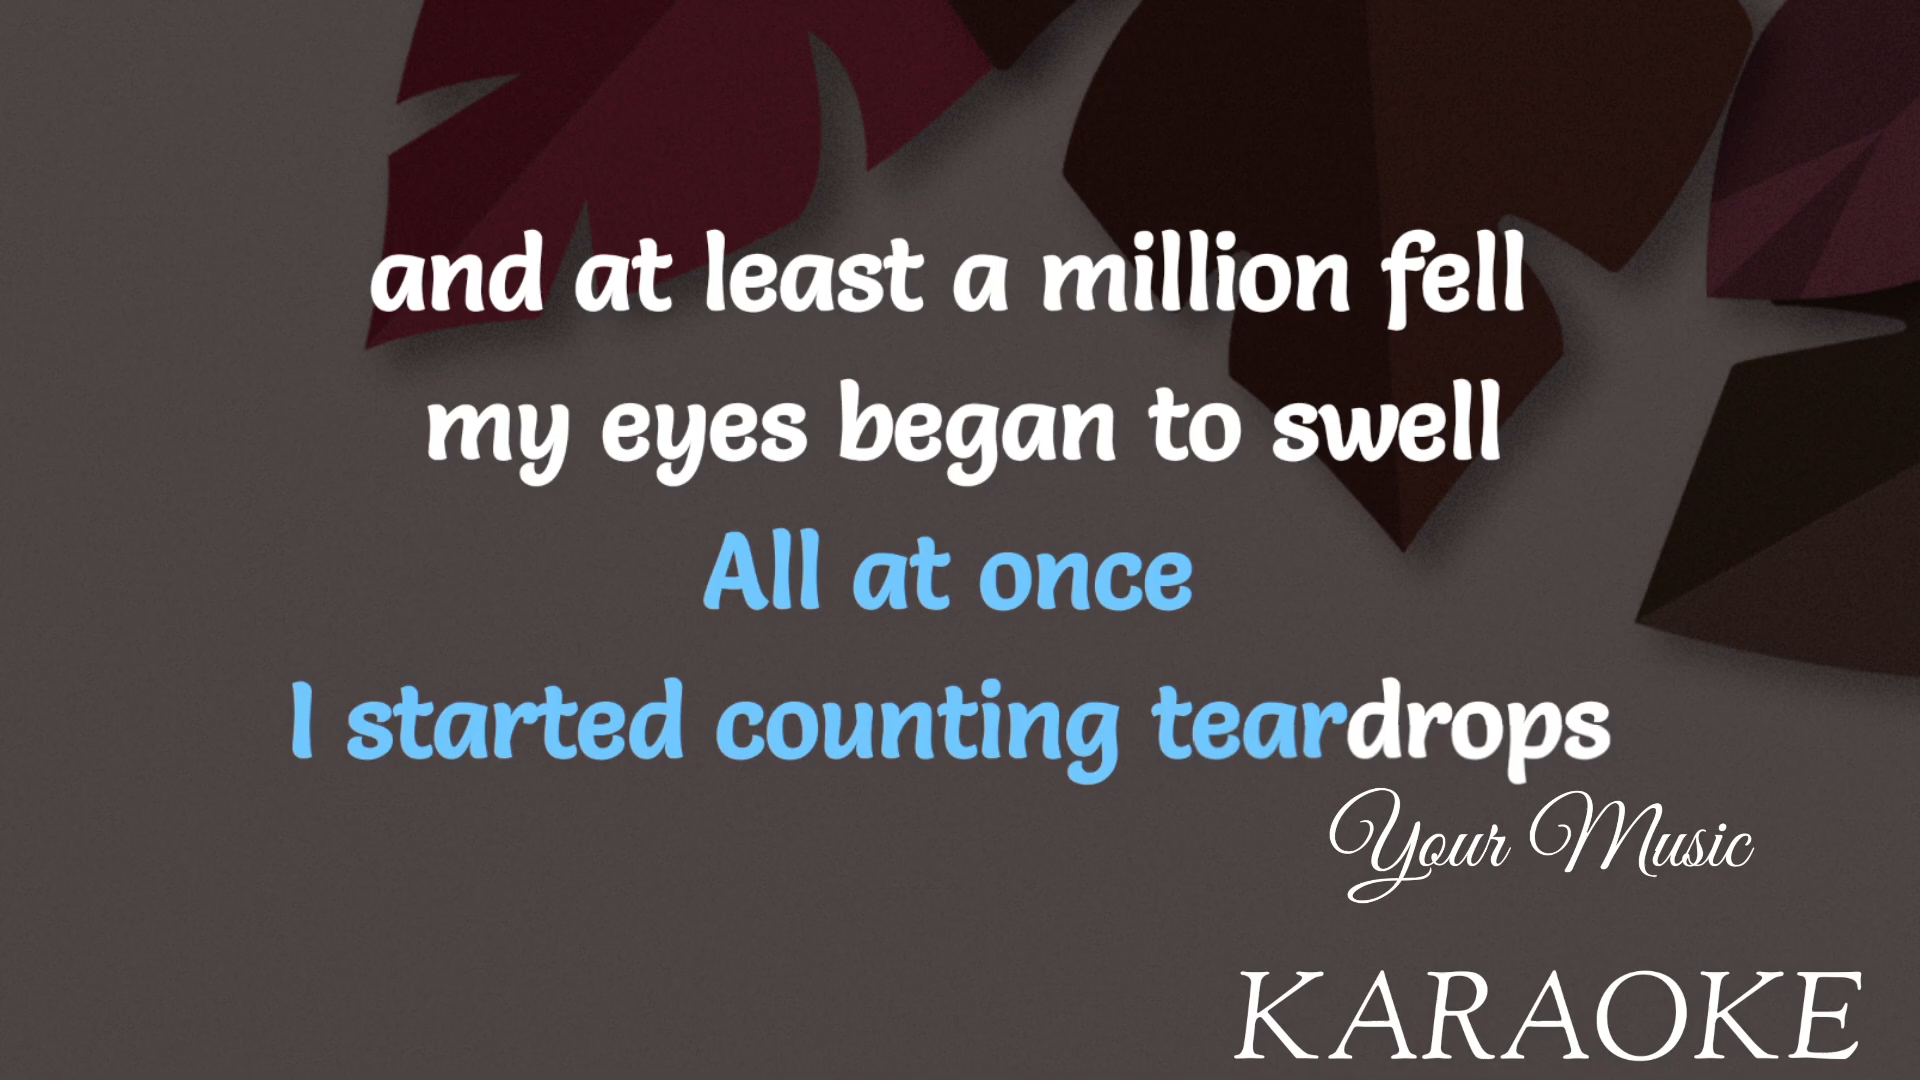 and at least a million fell
my eyes began to swell
All at once
I started counting teardrops
Your Music
KARAOKE